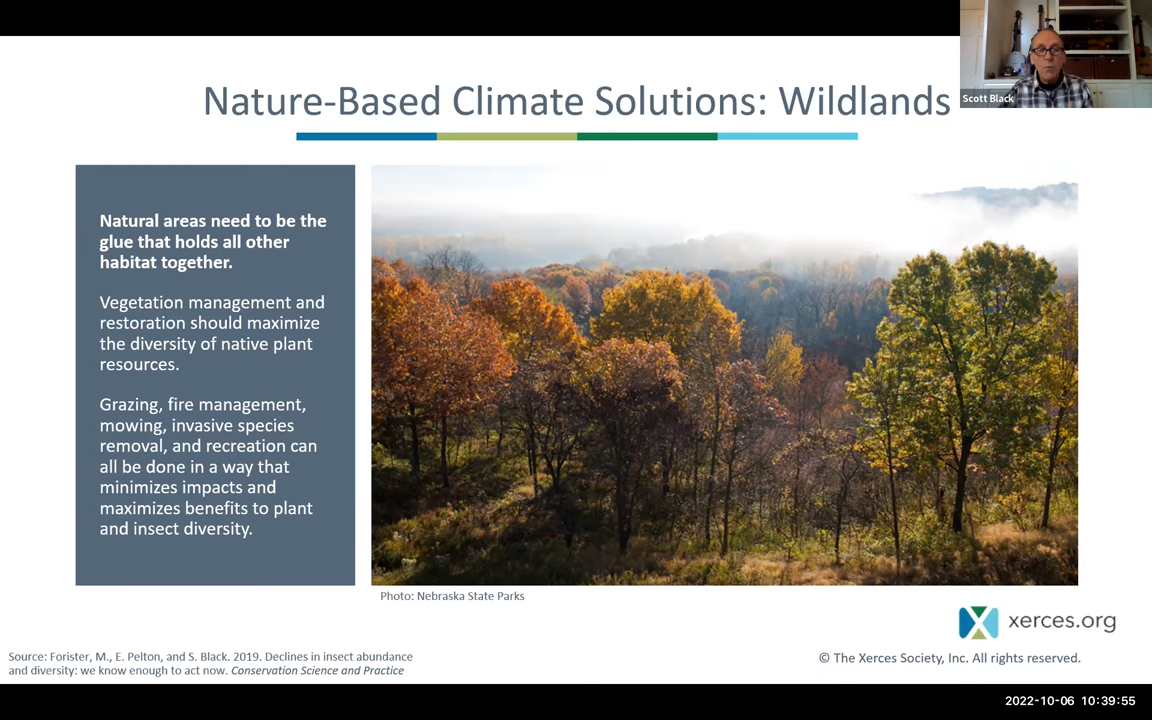 Nature-Based Climate Solutions: Wildlands
Scott Black
Natural areas need to be the
glue that holds all other
habitat together.
Vegetation management and
restoration should maximize
the diversity of native plant
resources.
Grazing, fire management,
mowing, invasive species
removal, and recreation can
all be done in a way that
minimizes impacts and
maximizes benefits to plant
and insect diversity.
Photo: Nebraska State Parks
xerces.org
Source: Forister, M., E. Pelton, and S. Black. 2019. Declines in insect abundance
and diversity: we know enough to act now. Conservation Science and Practice
© The Xerces Society, Inc. All rights reserved.
2022-10-06 10:39:55